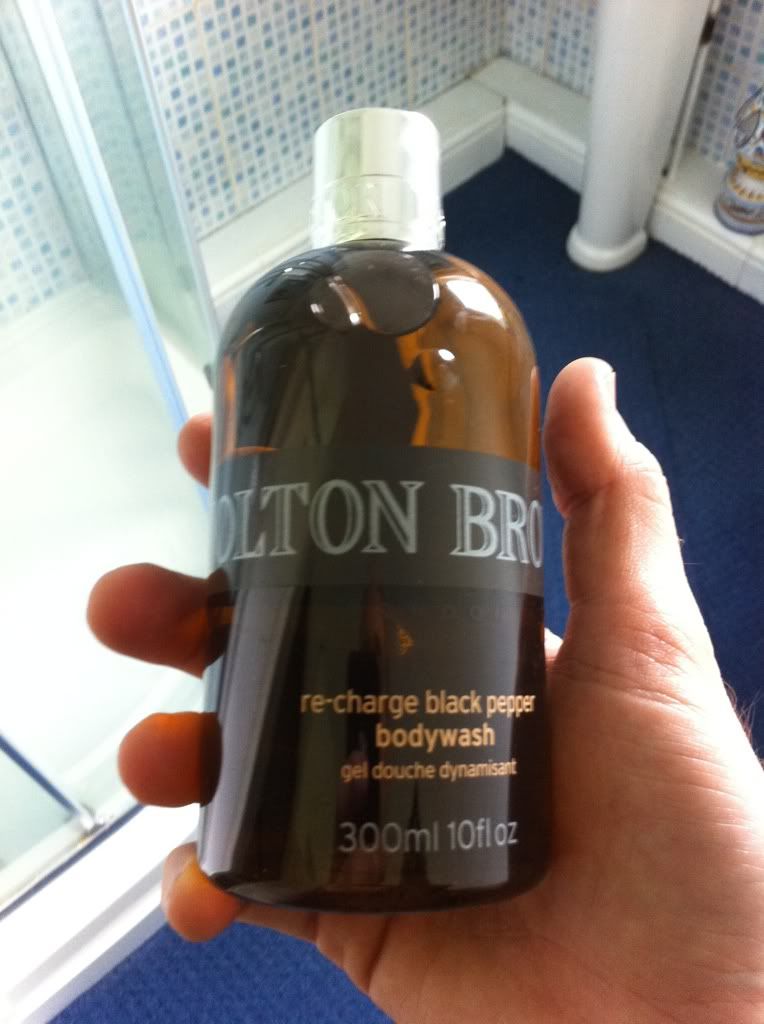 OLTON BRO
re-charge black pepper
bodywash
gel douche dynamisant
300ml 10fl oz